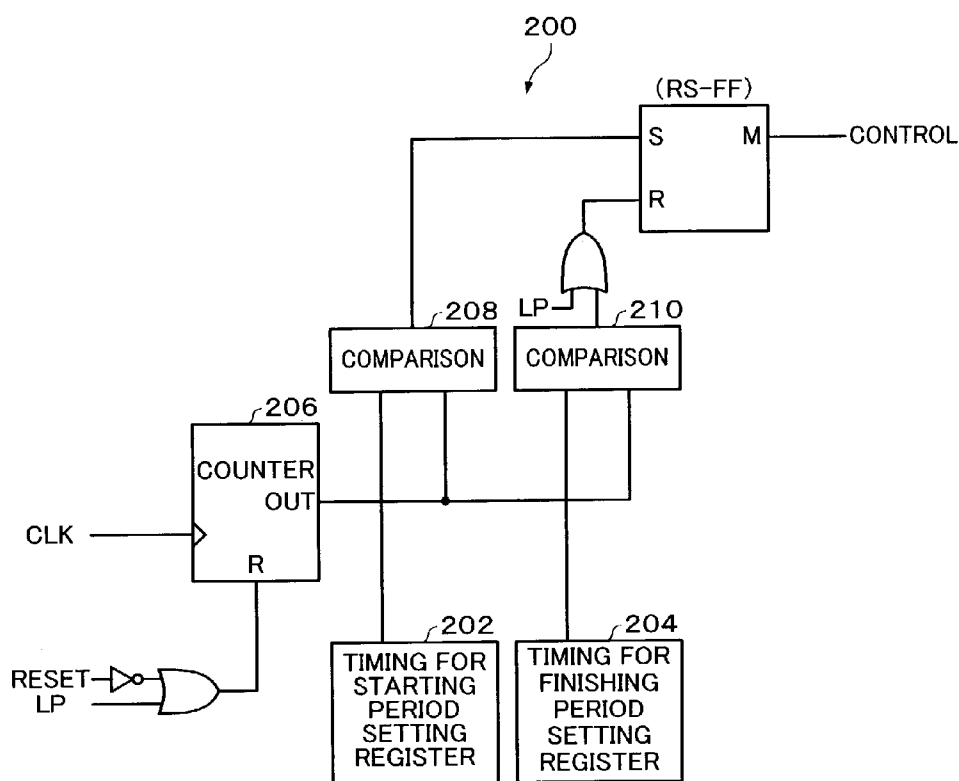 200
(RS-FF)
S
M
CONTROL
R
LP
208
210
COMPARISON
COMPARISON
206
COUNTER
OUT
CLK
R
RESET
LP
202
TIMING FOR
STARTING
PERIOD
SETTING
REGISTER
204
TIMING FOR
FINISHING
PERIOD
SETTING
REGISTER